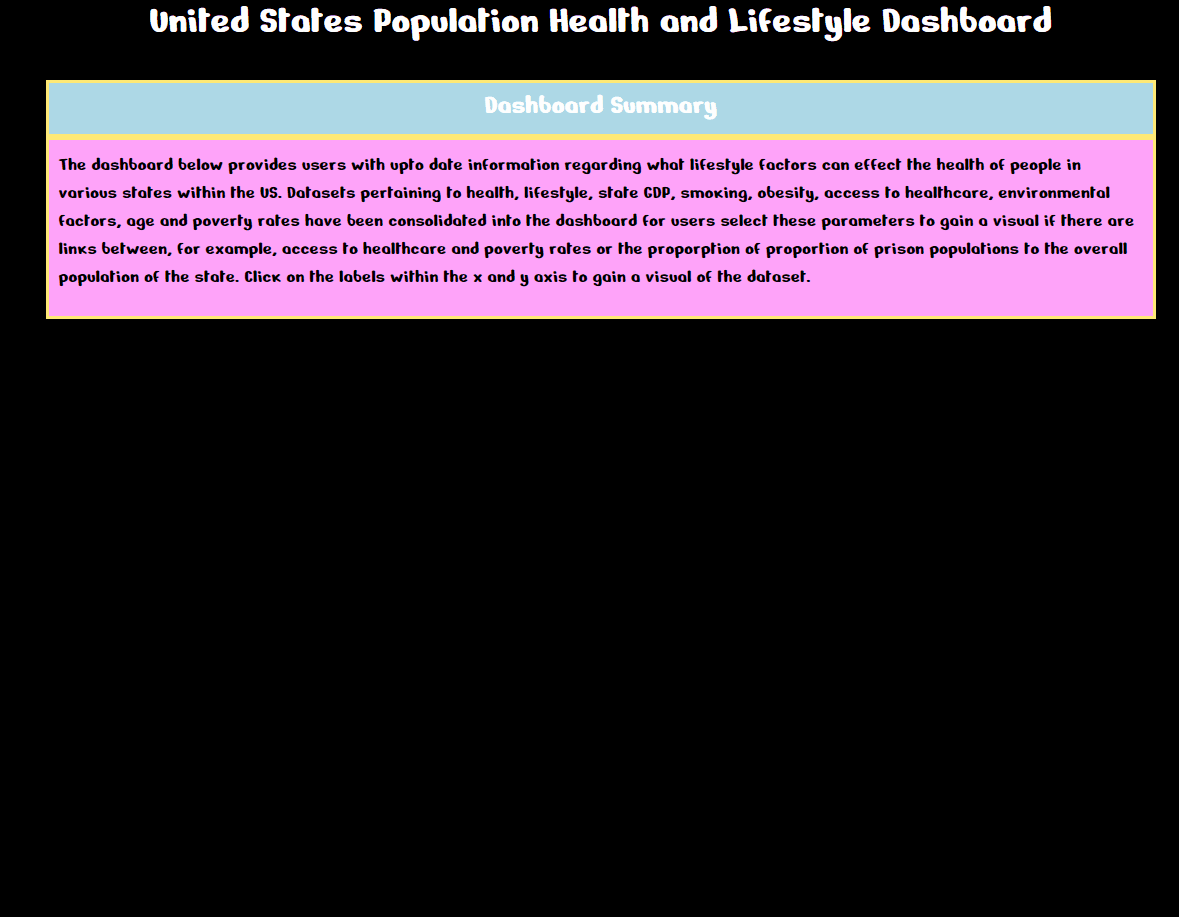 United States Population Health and Lifestyle Dashboard
Dashboard Summary
The dashboard below provides users with upto date information regarding what lifestyle factors can effect the health of people in
various states within the US. Datasets pertaining to health, lifestyle, state GDP, smoking, obesity, access to healthcare, environmental
factors, age and poverty rates have been consolidated into the dashboard for users select these parameters to gain a visual if there are
links between, for example, access to healthcare and poverty rates or the proporption of proportion of prison populations to the overall
population of the state. Click on the labels within the x and y axis to gain a visual of the dataset.